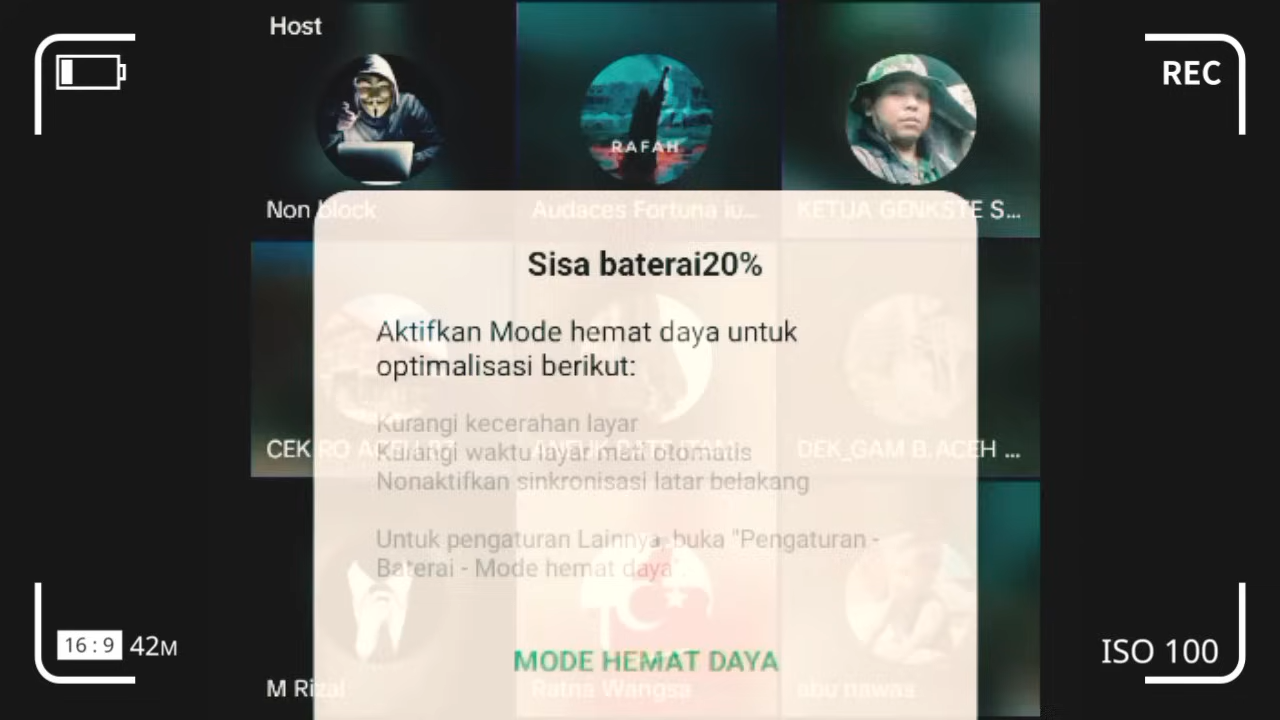 Host
REC
RAFAH
Non block
Audaces Fortuna iu...
KETUA GENKSTE S...
Sisa baterai20%
Aktifkan Mode hemat daya untuk
optimalisasi berikut:
Kurangi kecerahan layar
Kurangi waktu layar mati otomatis
Nonaktifkan sinkronisasi latar belakang
CEK RO
DEK_GAM B.ACEH ...
Untuk pengaturan Lainnya, buka "Pengaturan -
Baterai - Mode hemat daya".
MODE HEMAT DAYA
M Rizal
Ratna Wangsa
abu nawas
16:9 42M
ISO 100